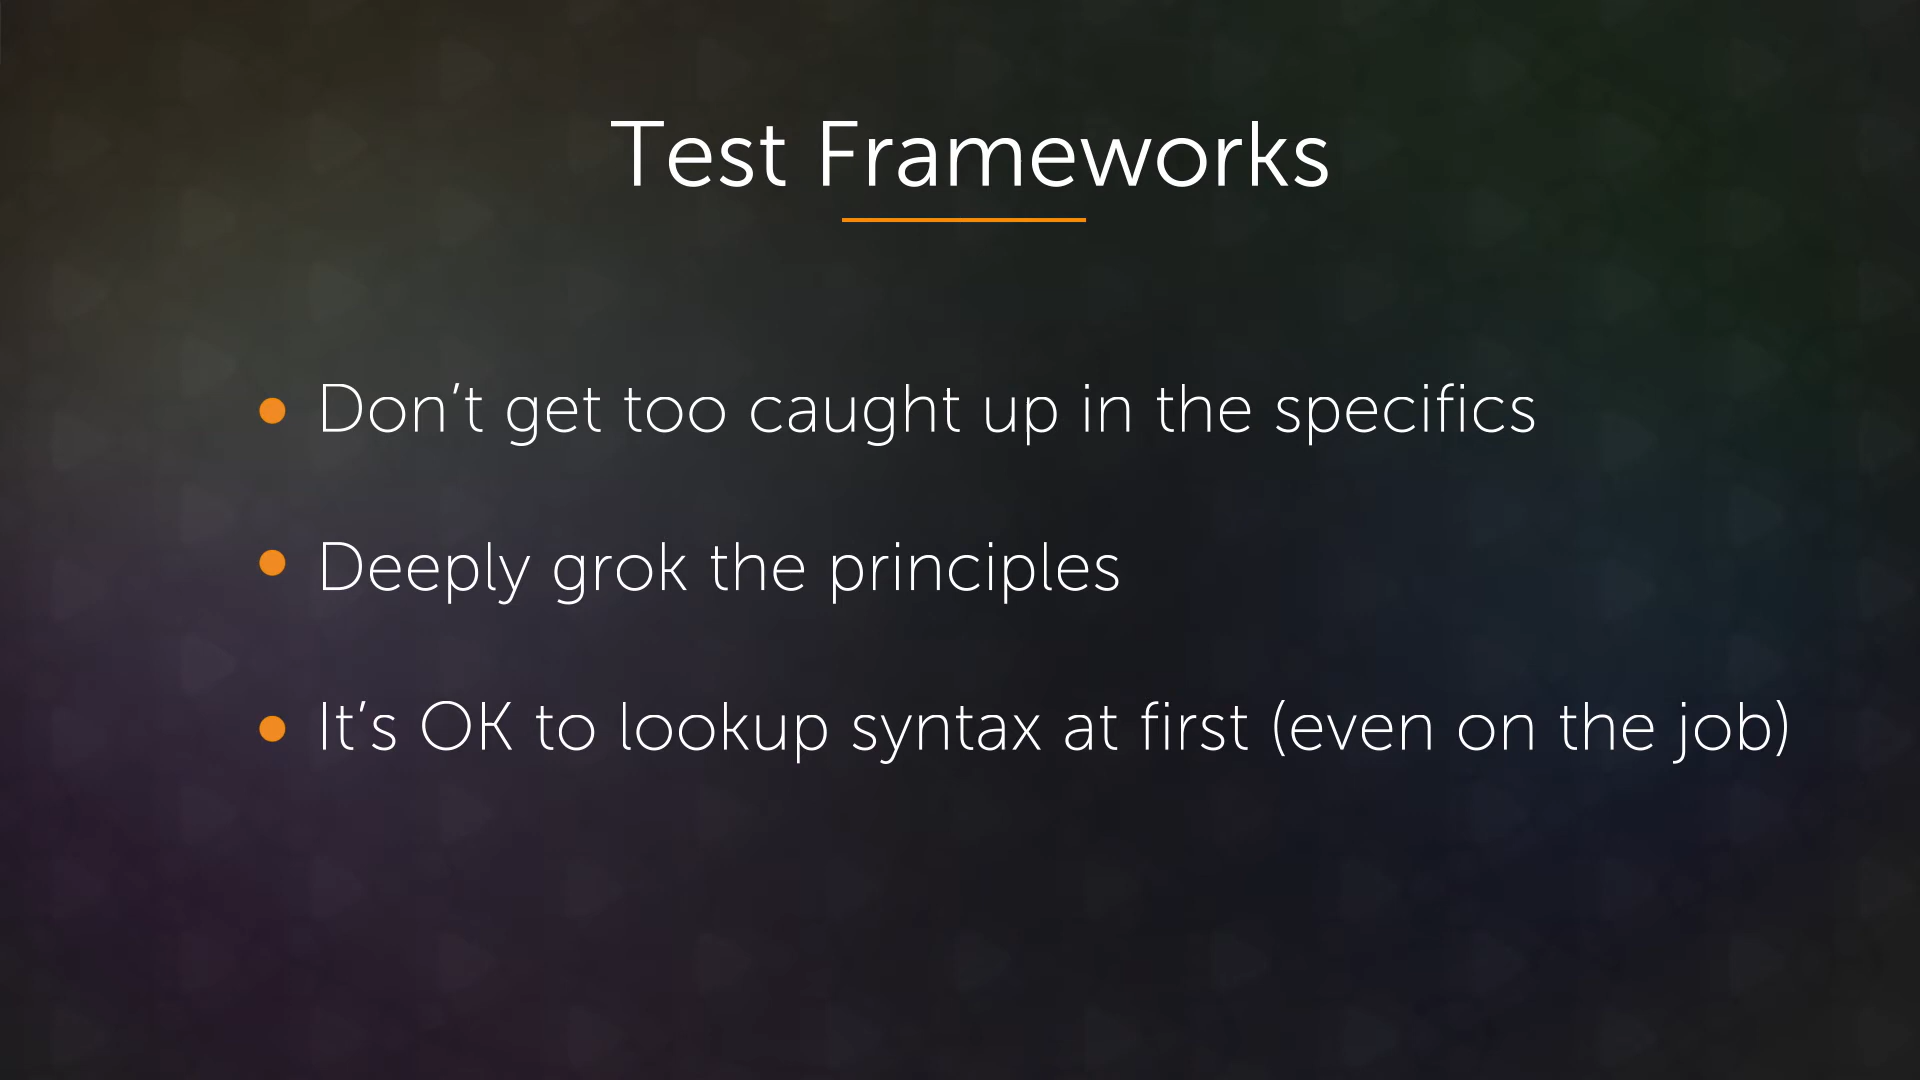 Test Frameworks
Don’t get too caught up in the specifics
Deeply grok the principles
It’s OK to lookup syntax at first (even on the job)